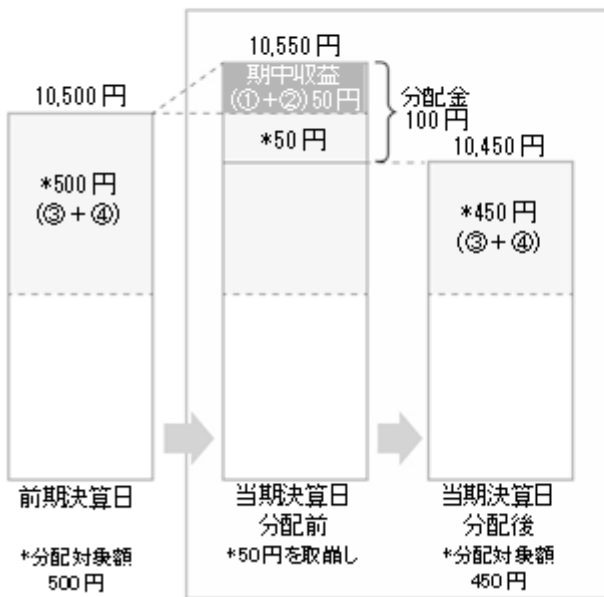 10,550円
期中収益
(①+②)50円
10,500円
分配金
100円
*50円
10,450円
*500円
(③+④)
*450円
(③+④)
前期決算日
当期決算日
分配前
当期決算日
分配後
*分配対象額
500円
*50円を取崩し
*分配対象額
450円